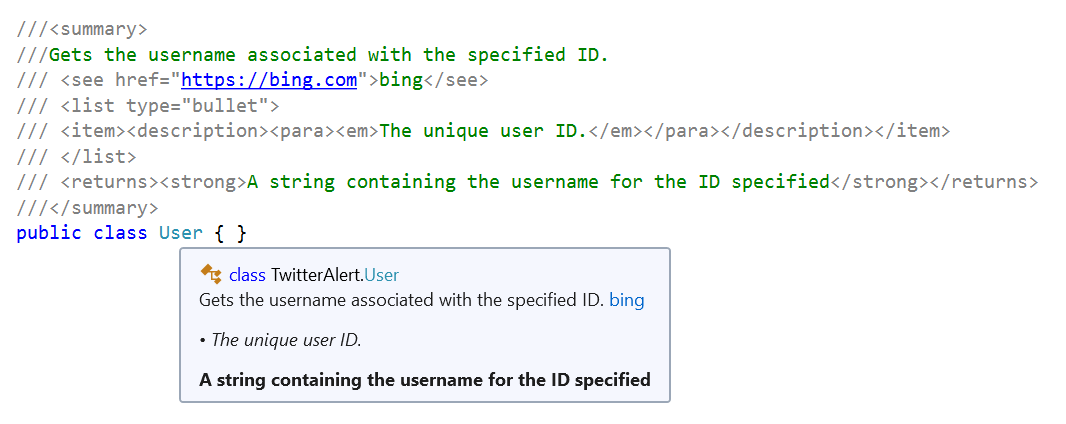 ///<summary>
///Gets the username associated with the specified ID.
/// <see href="https://bing.com">bing</see>
/// <list type="bullet">
/// <item><description><para><em>The unique user ID.</em></para></description></item>
/// </list>
/// <returns><strong>A string containing the username for the ID specified</strong></returns>
///</summary>
public class User { }
class TwitterAlert.User
Gets the username associated with the specified ID. bing
• The unique user ID.
A string containing the username for the ID specified